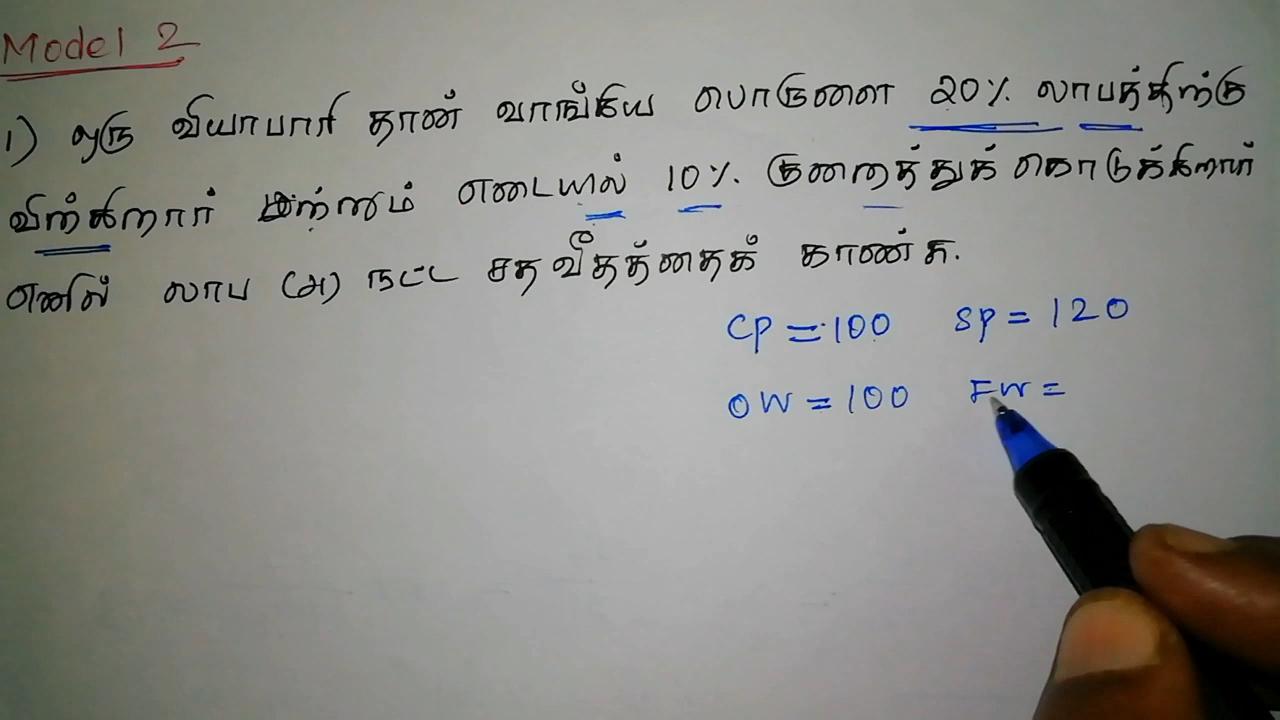 Model 2
1) ஒரு வியாபாரி தான் வாங்கிய பொருளை 20% லாபத்திற்கு
விற்கிறார் மற்றும் எடையில் 10% குறைத்துக் கொடுக்கிறார்
எனில் லாப (அ) நட்ட சதவீதத்தைக் காண்க.
CP = 100 SP = 120
OW = 100 FW =